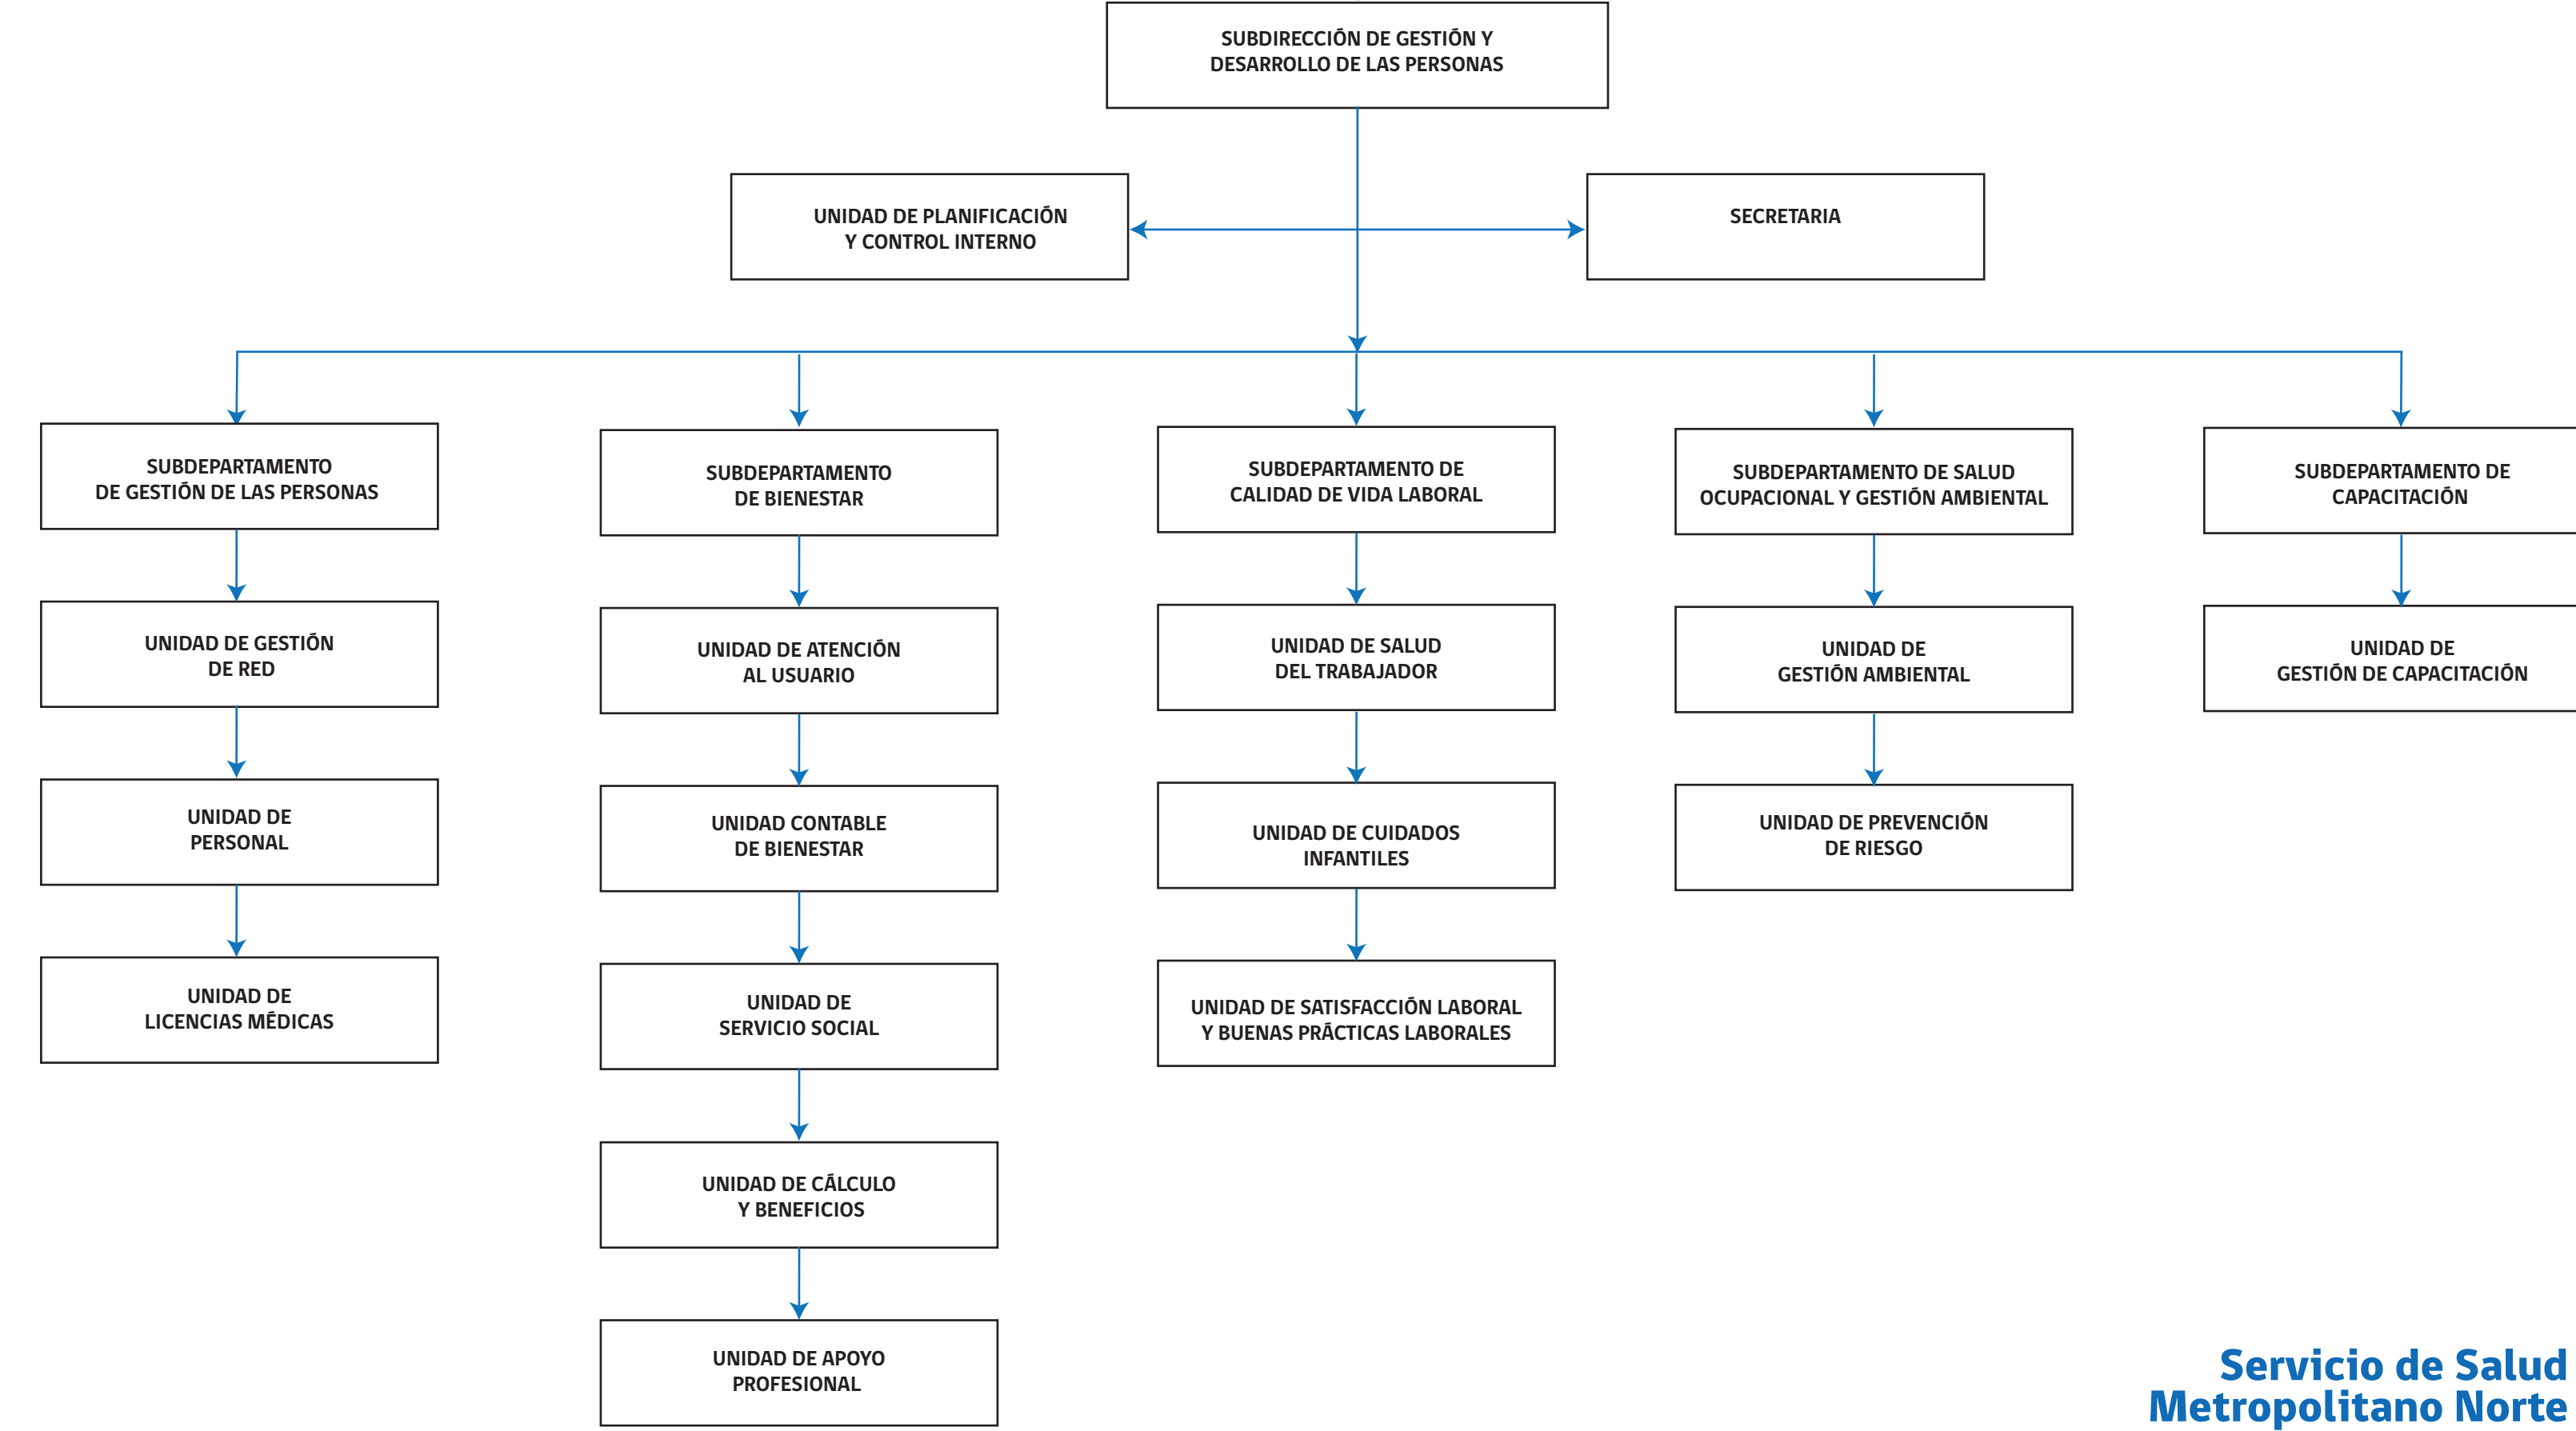 SUBDIRECCIÓN DE GESTIÓN Y
DESARROLLO DE LAS PERSONAS
UNIDAD DE PLANIFICACIÓN
Y CONTROL INTERNO
SECRETARIA
SUBDEPARTAMENTO
DE GESTIÓN DE LAS PERSONAS
UNIDAD DE GESTIÓN
DE RED
UNIDAD DE
PERSONAL
UNIDAD DE
LICENCIAS MÉDICAS
SUBDEPARTAMENTO
DE BIENESTAR
UNIDAD DE ATENCIÓN
AL USUARIO
UNIDAD CONTABLE
DE BIENESTAR
UNIDAD DE
SERVICIO SOCIAL
UNIDAD DE CÁLCULO
Y BENEFICIOS
UNIDAD DE APOYO
PROFESIONAL
SUBDEPARTAMENTO DE
CALIDAD DE VIDA LABORAL
UNIDAD DE SALUD
DEL TRABAJADOR
UNIDAD DE CUIDADOS
INFANTILES
UNIDAD DE SATISFACCIÓN LABORAL
Y BUENAS PRÁCTICAS LABORALES
SUBDEPARTAMENTO DE SALUD
OCUPACIONAL Y GESTIÓN AMBIENTAL
UNIDAD DE
GESTIÓN AMBIENTAL
UNIDAD DE PREVENCIÓN
DE RIESGO
SUBDEPARTAMENTO DE
CAPACITACIÓN
UNIDAD DE
GESTIÓN DE CAPACITACIÓN
Servicio de Salud
Metropolitano Norte